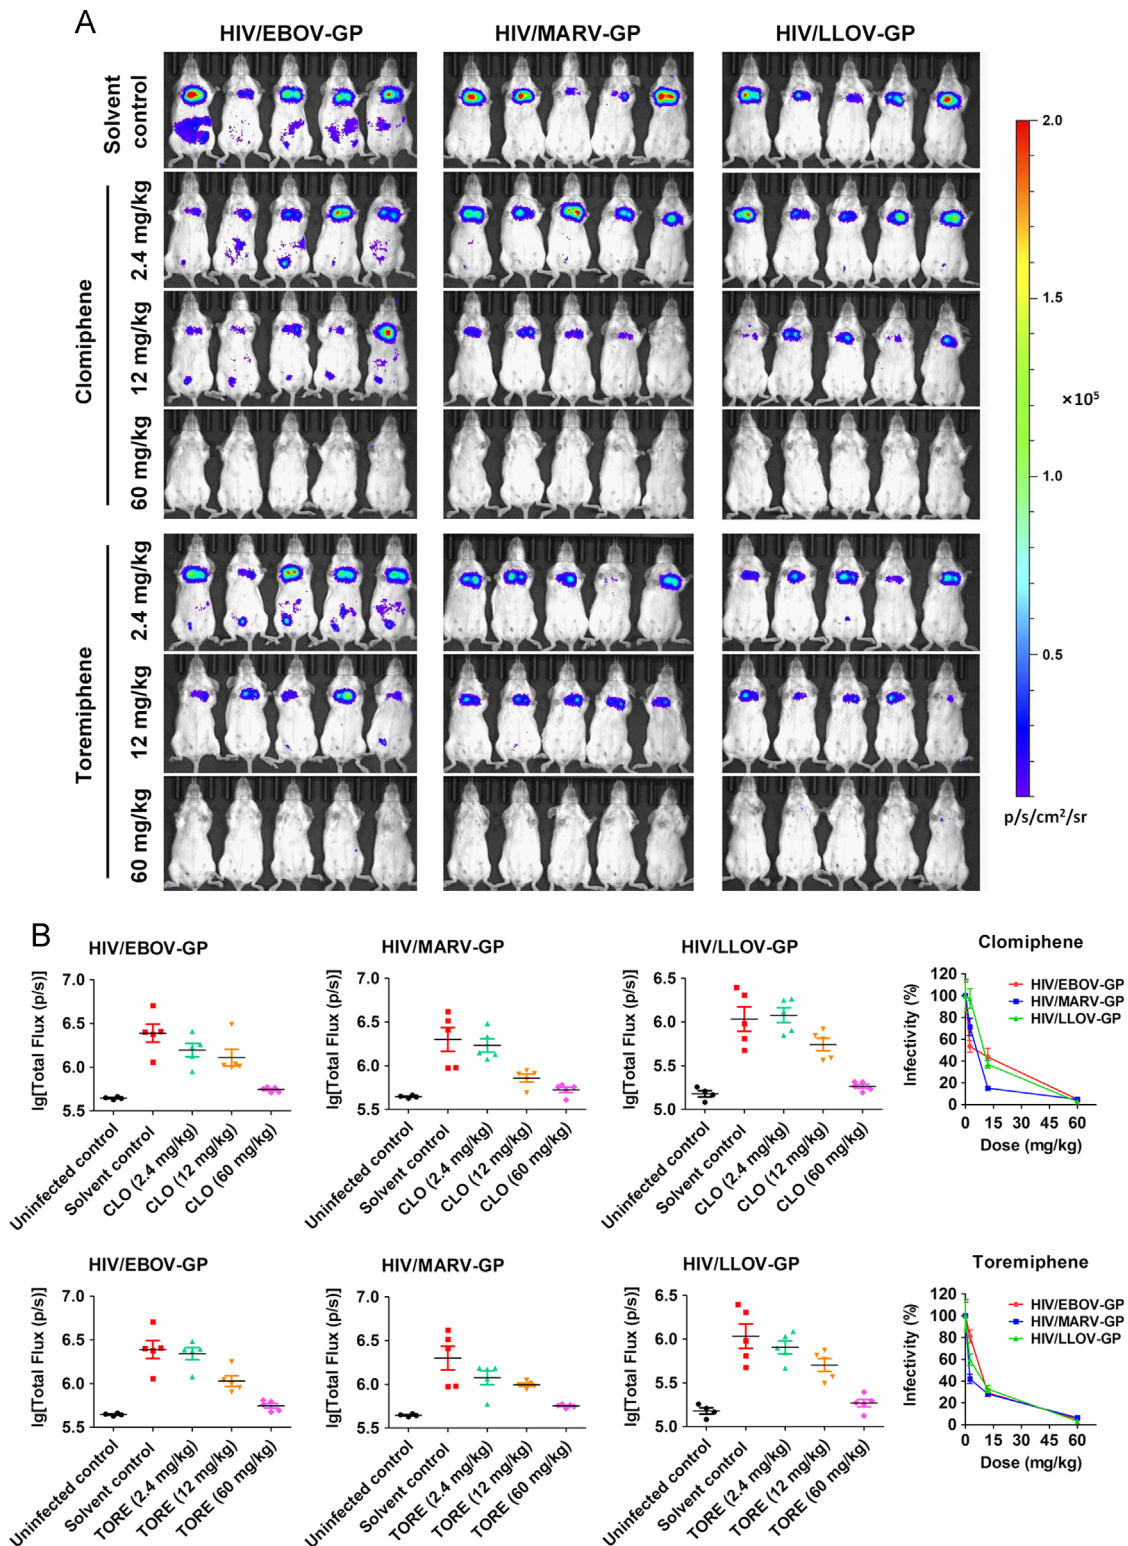 A
HIV/EBOV-GP
HIV/MARV-GP
HIV/LLOV-GP
Solvent
control
Clomiphene
2.4 mg/kg
12 mg/kg
60 mg/kg
Toremiphene
2.4 mg/kg
12 mg/kg
60 mg/kg
2.0
1.5
×10⁵
1.0
0.5
p/s/cm²/sr
B
HIV/EBOV-GP
lg[Total Flux (p/s)]
7.0
6.5
6.0
5.5
Uninfected control
Solvent control
CLO (2.4 mg/kg)
CLO (12 mg/kg)
CLO (60 mg/kg)
HIV/MARV-GP
lg[Total Flux (p/s)]
7.0
6.5
6.0
5.5
Uninfected control
Solvent control
CLO (2.4 mg/kg)
CLO (12 mg/kg)
CLO (60 mg/kg)
HIV/LLOV-GP
lg[Total Flux (p/s)]
6.5
6.0
5.5
5.0
Uninfected control
Solvent control
CLO (2.4 mg/kg)
CLO (12 mg/kg)
CLO (60 mg/kg)
Clomiphene
Infectivity (%)
120
100
80
60
40
20
0
HIV/EBOV-GP
HIV/MARV-GP
HIV/LLOV-GP
0 15 30 45 60
Dose (mg/kg)
HIV/EBOV-GP
lg[Total Flux (p/s)]
7.0
6.5
6.0
5.5
Uninfected control
Solvent control
TORE (2.4 mg/kg)
TORE (12 mg/kg)
TORE (60 mg/kg)
HIV/MARV-GP
lg[Total Flux (p/s)]
7.0
6.5
6.0
5.5
Uninfected control
Solvent control
TORE (2.4 mg/kg)
TORE (12 mg/kg)
TORE (60 mg/kg)
HIV/LLOV-GP
lg[Total Flux (p/s)]
6.5
6.0
5.5
5.0
Uninfected control
Solvent control
TORE (2.4 mg/kg)
TORE (12 mg/kg)
TORE (60 mg/kg)
Toremiphene
Infectivity (%)
120
100
80
60
40
20
0
HIV/EBOV-GP
HIV/MARV-GP
HIV/LLOV-GP
0 15 30 45 60
Dose (mg/kg)